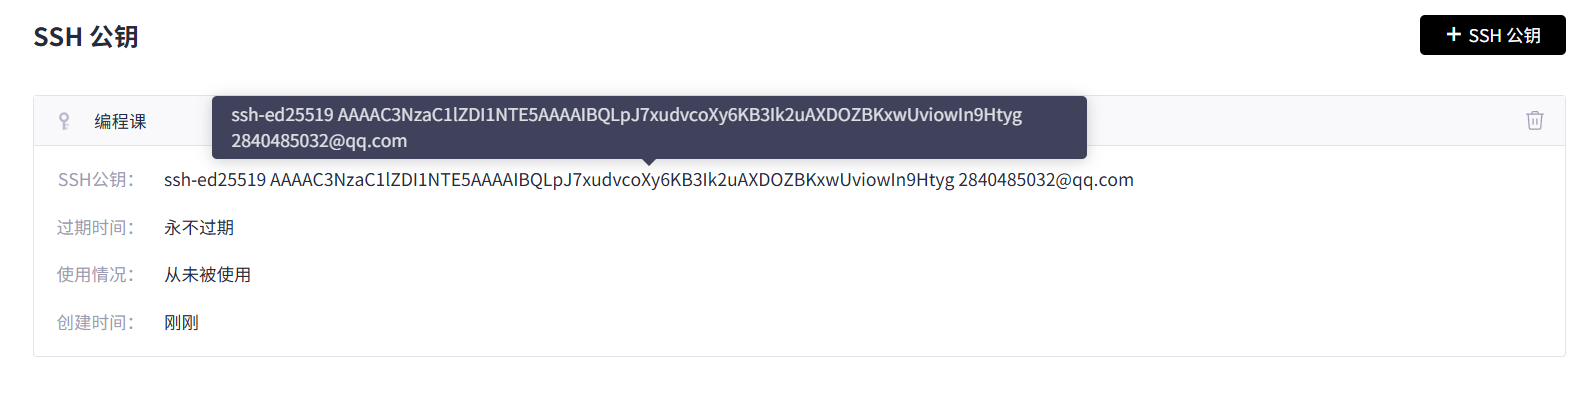 SSH 公钥
+ SSH 公钥
编程课
ssh-ed25519 AAAAC3NzaC1lZDI1NTE5AAAAIBQLpJ7xudvcoXy6KB3Ik2uAXDOZBKxwUviowIn9Htyg
2840485032@qq.com
SSH公钥： ssh-ed25519 AAAAC3NzaC1lZDI1NTE5AAAAIBQLpJ7xudvcoXy6KB3Ik2uAXDOZBKxwUviowIn9Htyg 2840485032@qq.com
过期时间： 永不过期
使用情况： 从未被使用
创建时间： 刚刚